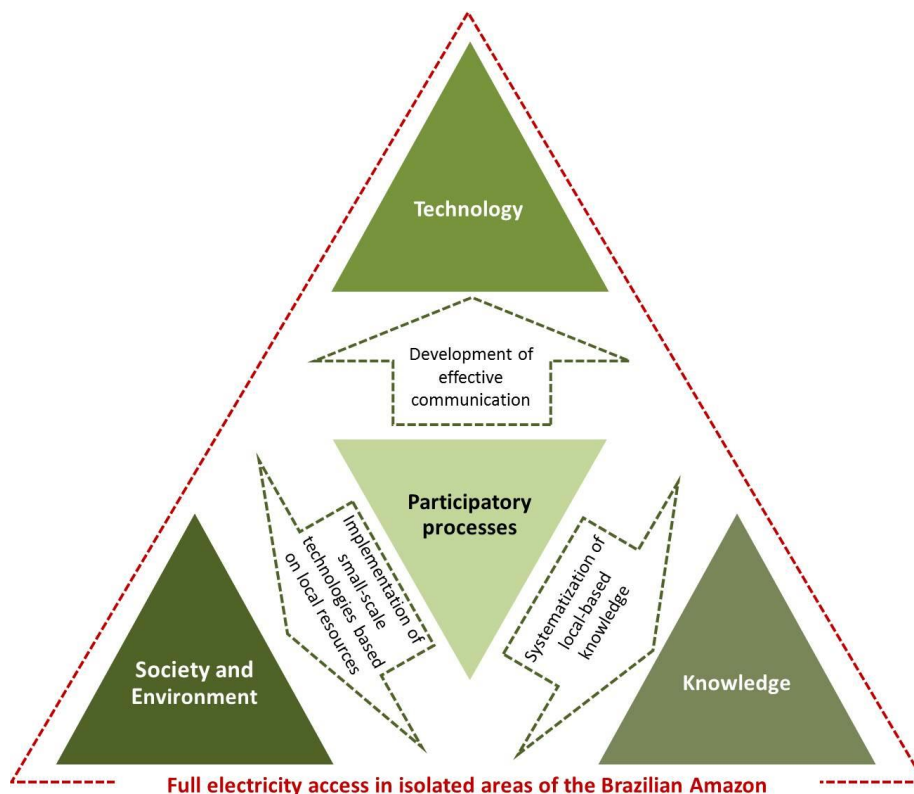 Technology
Development of
effective
communication
Participatory
processes
Implementation of
small-scale
technologies based
on local resources
Systematization of
local-based
knowledge
Society and
Environment
Knowledge
Full electricity access in isolated areas of the Brazilian Amazon